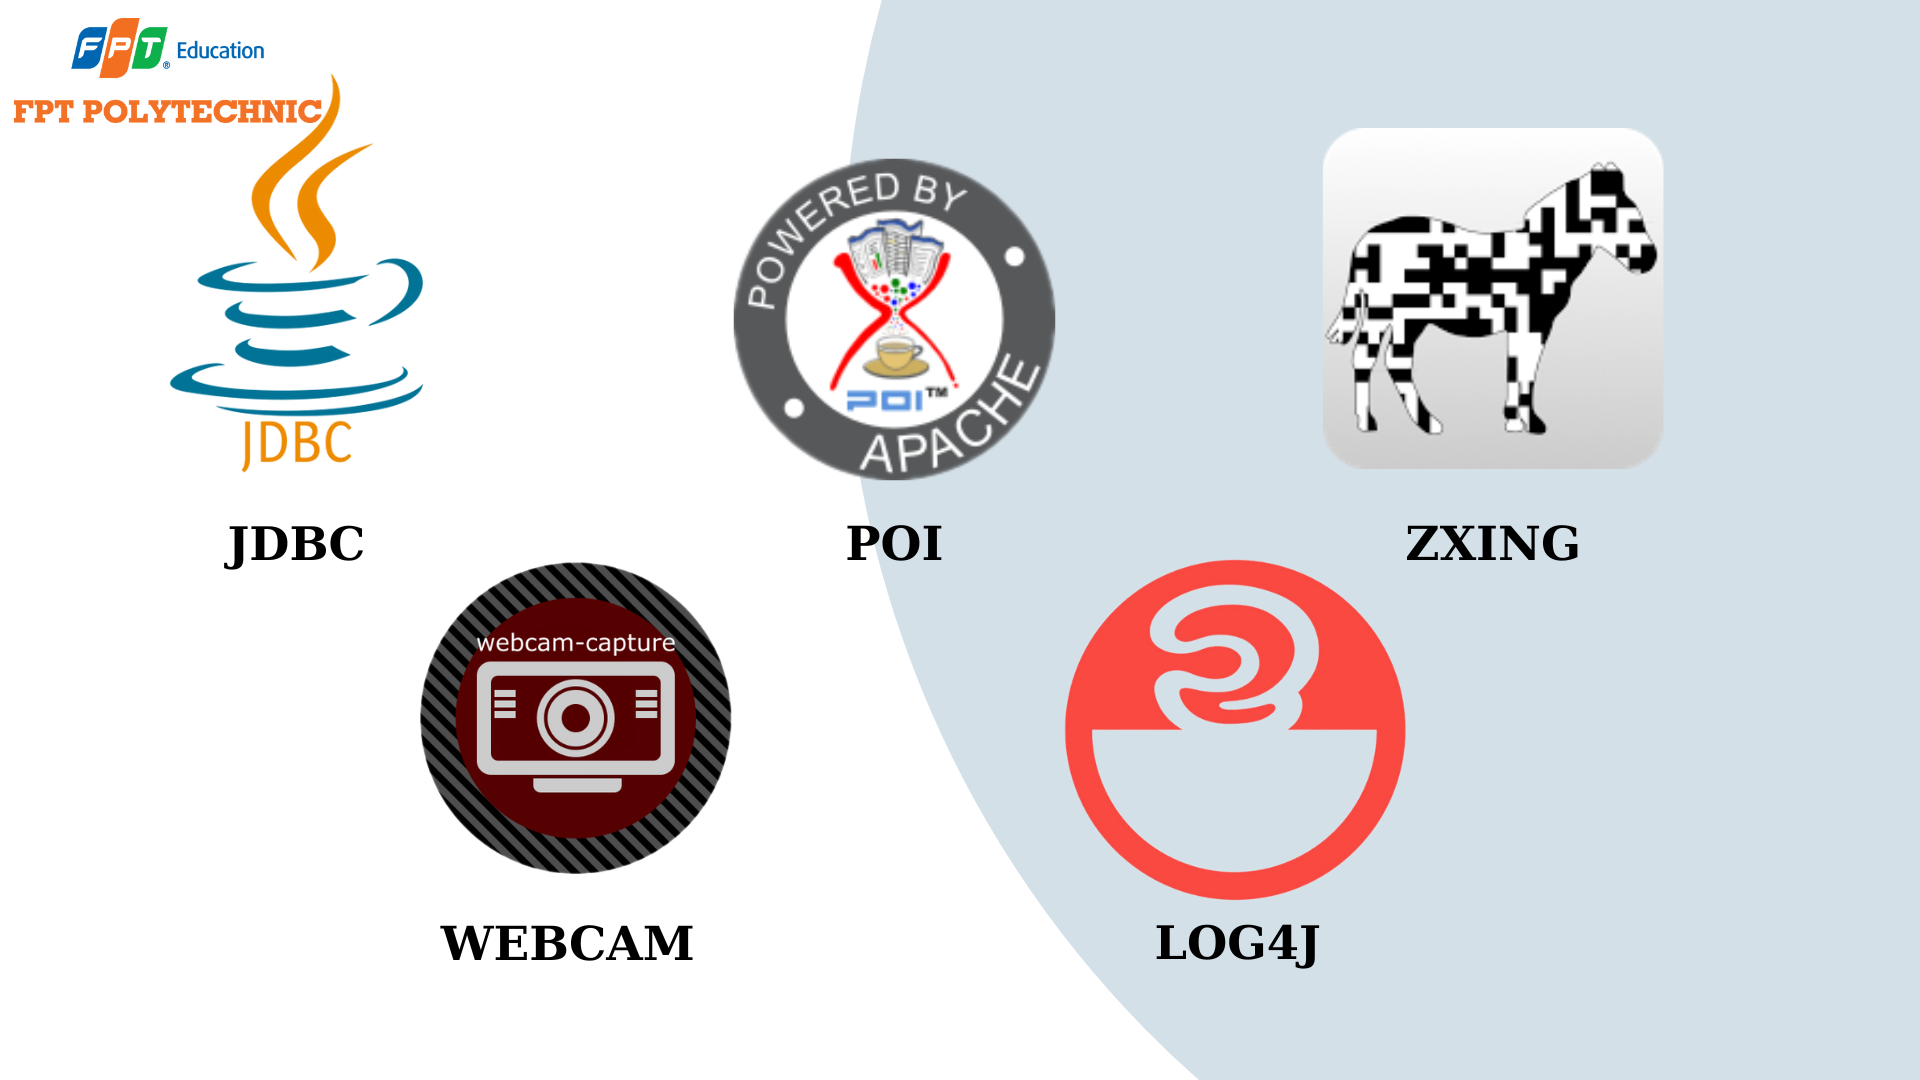 FPT® Education
FPT POLYTECHNIC
JDBC
POWERED BY
APACHE
POI™
JDBC
POI
ZXING
webcam-capture
WEBCAM
LOG4J